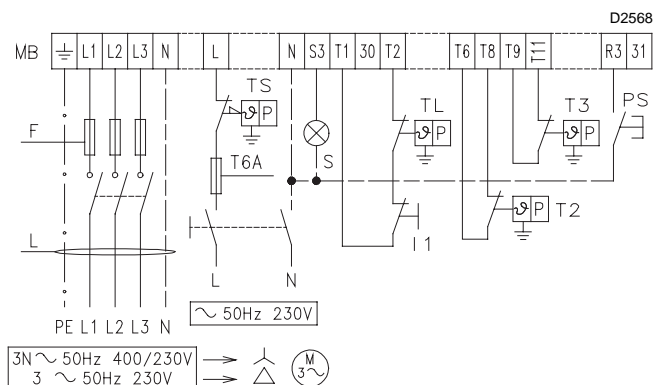 D2568
MB ⏚ L1 L2 L3 N L N S3 T1 30 T2 T6 T8 T9 T11 R3 31
TS
ϑ P
TL
ϑ P
T3
ϑ P
PS
F
T6A
S
T2
ϑ P
I1
L
L N
PE L1 L2 L3 N
∼ 50Hz 230V
3N ∼ 50Hz 400/230V
3 ∼ 50Hz 230V
M
3∼